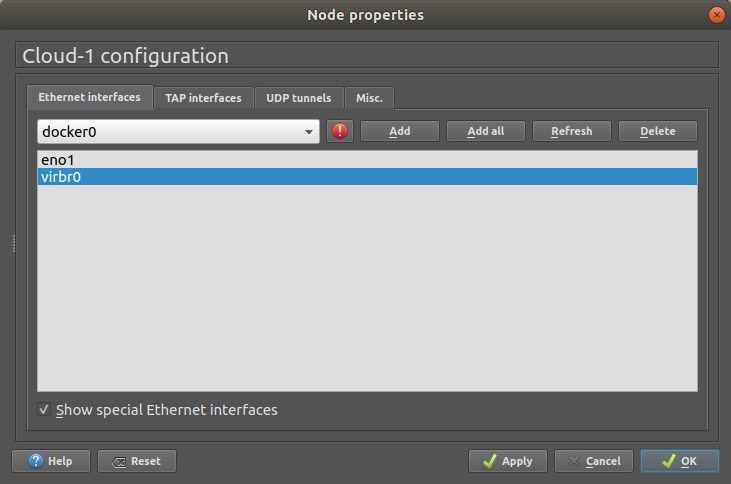 Node properties
Cloud-1 configuration
Ethernet interfaces TAP interfaces UDP tunnels Misc.
docker0 Add Add all Refresh Delete
eno1
virbr0
Show special Ethernet interfaces
Help Reset Apply Cancel OK